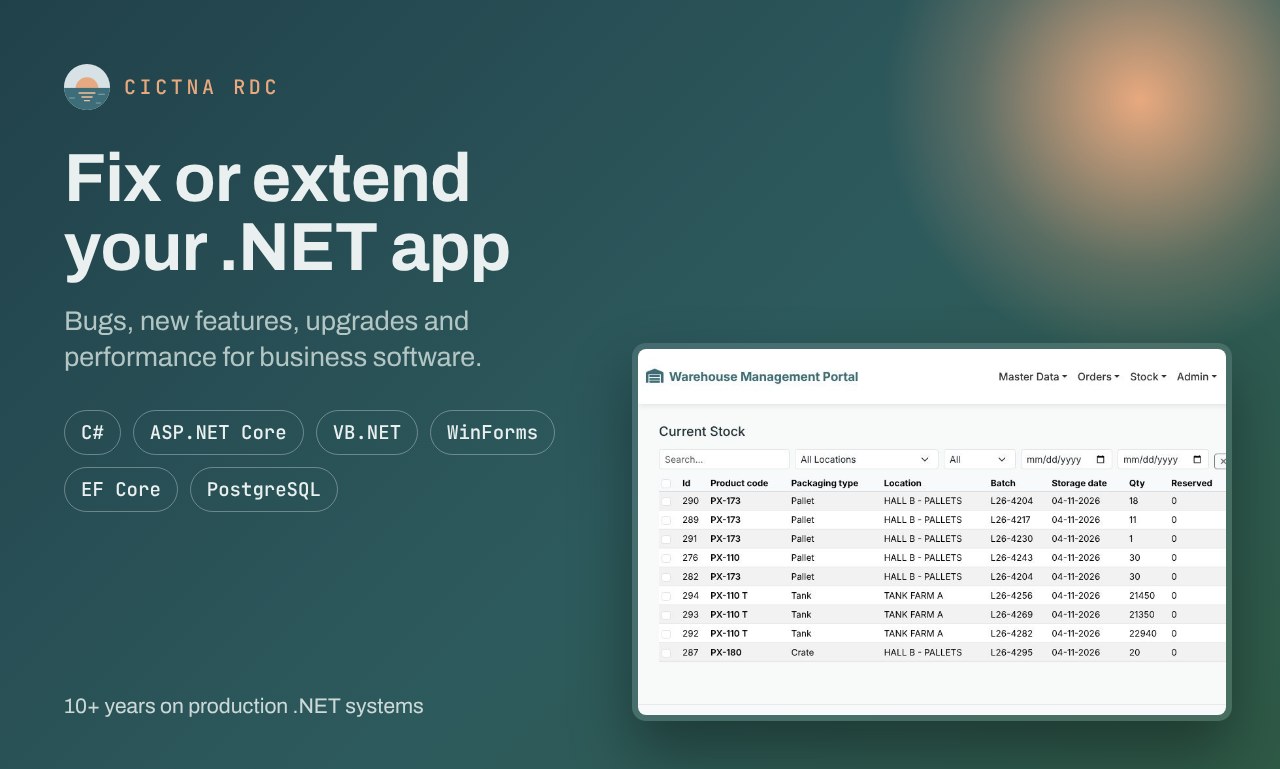 CICTNA RDC
Fix or extend
your .NET app
Bugs, new features, upgrades and
performance for business software.
C# ASP.NET Core VB.NET WinForms
EF Core PostgreSQL
10+ years on production .NET systems
Warehouse Management Portal Master Data Orders Stock Admin
Current Stock
Search... All Locations All mm/dd/yyyy mm/dd/yyyy
Id Product code Packaging type Location Batch Storage date Qty Reserved
290 PX-173 Pallet HALL B - PALLETS L26-4204 04-11-2026 18 0
289 PX-173 Pallet HALL B - PALLETS L26-4217 04-11-2026 11 0
291 PX-173 Pallet HALL B - PALLETS L26-4230 04-11-2026 1 0
276 PX-110 Pallet HALL B - PALLETS L26-4243 04-11-2026 30 0
282 PX-173 Pallet HALL B - PALLETS L26-4204 04-11-2026 30 0
294 PX-110 T Tank TANK FARM A L26-4256 04-11-2026 21450 0
293 PX-110 T Tank TANK FARM A L26-4269 04-11-2026 21350 0
292 PX-110 T Tank TANK FARM A L26-4282 04-11-2026 22940 0
287 PX-180 Crate HALL B - PALLETS L26-4295 04-11-2026 20 0